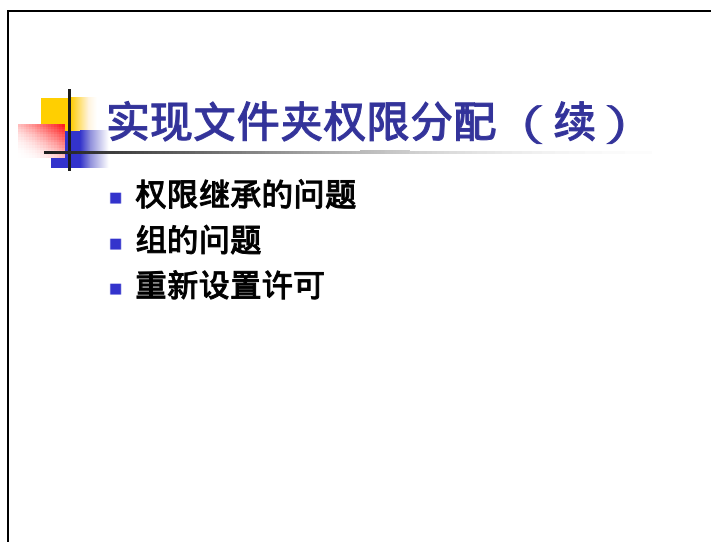 实现文件夹权限分配 （续）
权限继承的问题
组的问题
重新设置许可